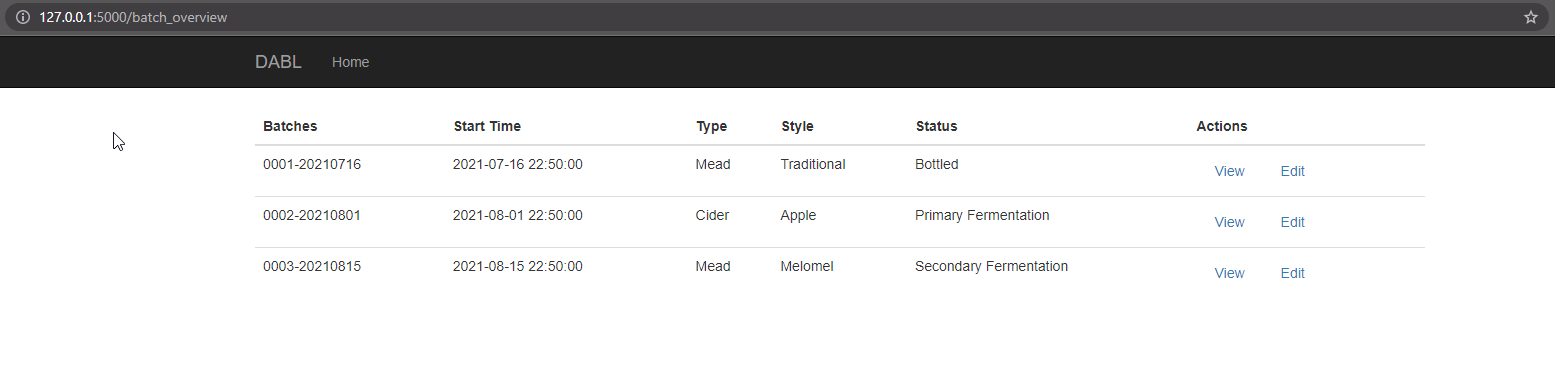 127.0.0.1:5000/batch_overview
DABL Home
Batches Start Time Type Style Status Actions
0001-20210716 2021-07-16 22:50:00 Mead Traditional Bottled View Edit
0002-20210801 2021-08-01 22:50:00 Cider Apple Primary Fermentation View Edit
0003-20210815 2021-08-15 22:50:00 Mead Melomel Secondary Fermentation View Edit